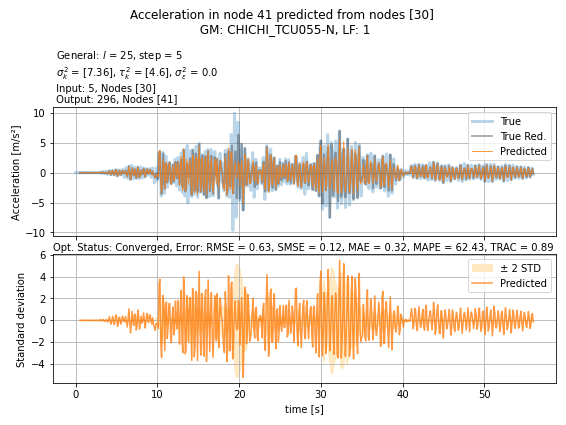 Acceleration in node 41 predicted from nodes [30]
GM: CHICHI_TCU055-N, LF: 1
General: l = 25, step = 5
σ²ₖ = [7.36], τ²ₖ = [4.6], σ²ε = 0.0
Input: 5, Nodes [30]
Output: 296, Nodes [41]
Acceleration [m/s²]
10
5
0
−5
−10
True
True Red.
Predicted
Opt. Status: Converged, Error: RMSE = 0.63, SMSE = 0.12, MAE = 0.32, MAPE = 62.43, TRAC = 0.89
Standard deviation
6
4
2
0
−2
−4
± 2 STD
Predicted
0 10 20 30 40 50
time [s]